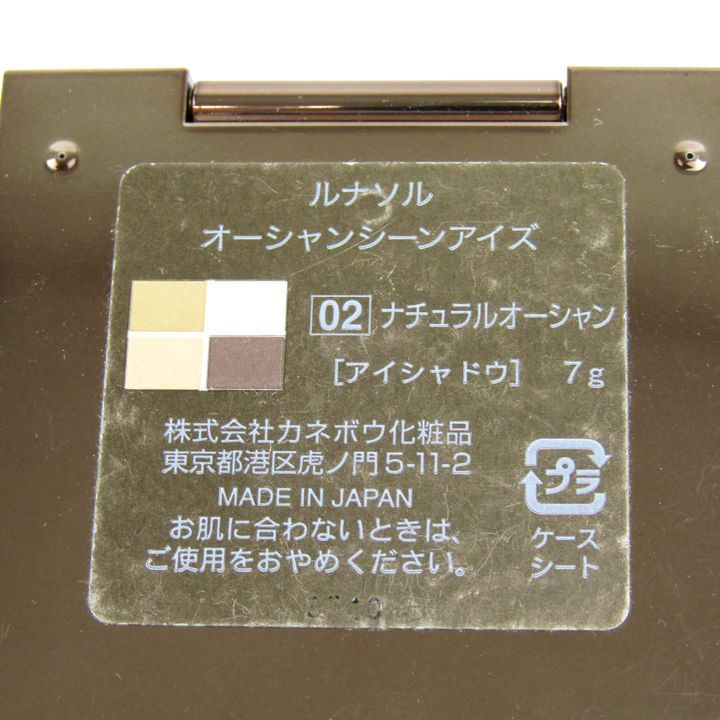 ルナソル
オーシャンシーンアイズ
02 ナチュラルオーシャン
[アイシャドウ] 7g
株式会社カネボウ化粧品
東京都港区虎ノ門5-11-2
MADE IN JAPAN
お肌に合わないときは、
ご使用をおやめください。
プラ
ケース
シート